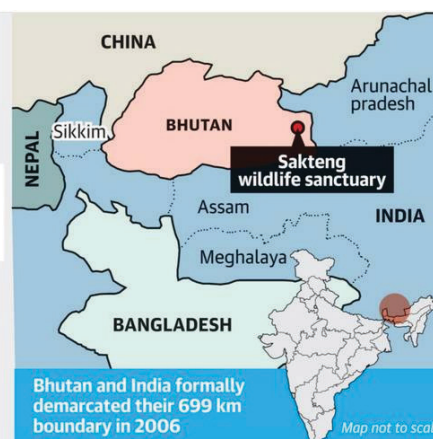 CHINA
Arunachal
pradesh
Sikkim
BHUTAN
NEPAL
Sakteng
wildlife sanctuary
Assam
INDIA
Meghalaya
BANGLADESH
Bhutan and India formally
demarcated their 699 km
boundary in 2006
Map not to scal